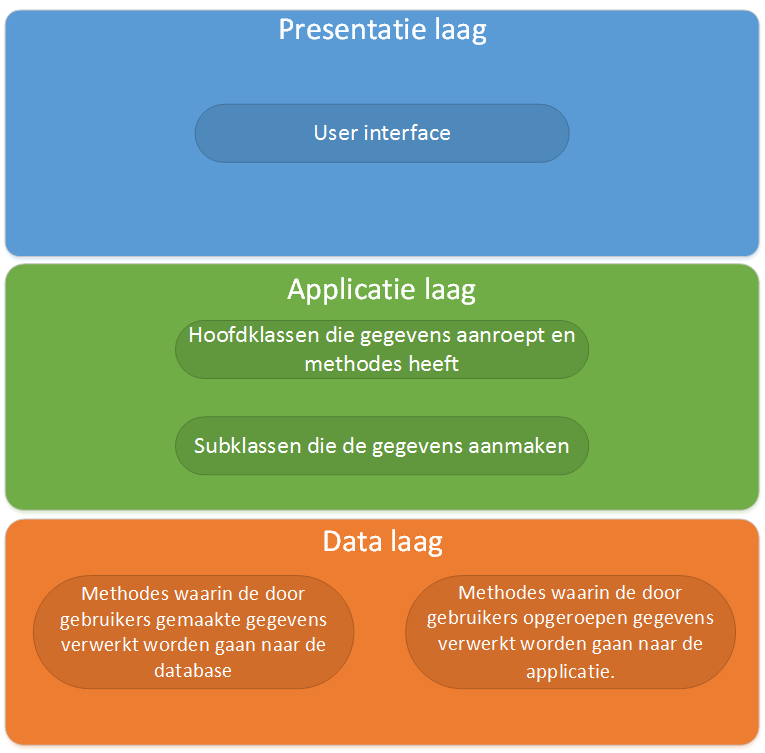 Presentatie laag
User interface
Applicatie laag
Hoofdklassen die gegevens aanroept en
methodes heeft
Subklassen die de gegevens aanmaken
Data laag
Methodes waarin de door
gebruikers gemaakte gegevens
verwerkt worden gaan naar de
database
Methodes waarin de door
gebruikers opgeroepen gegevens
verwerkt worden gaan naar de
applicatie.